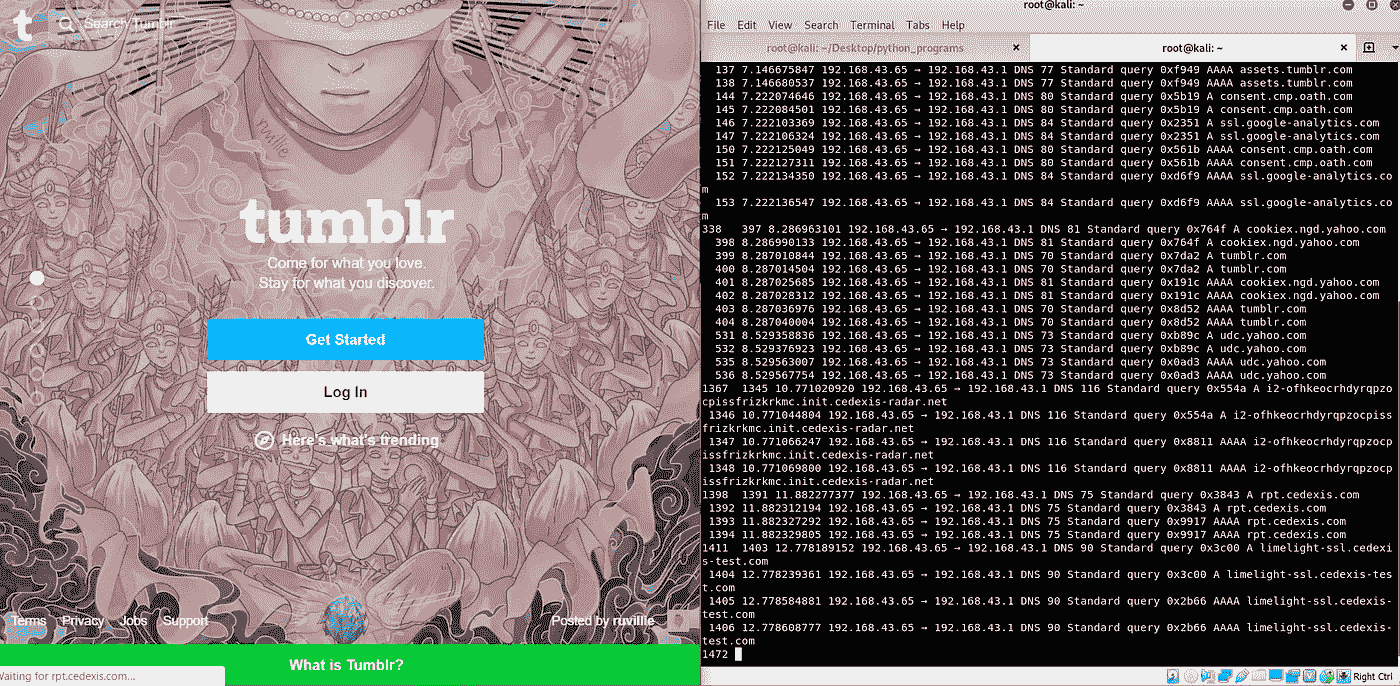 t
Search Tumblr
tumblr
Come for what you love.
Stay for what you discover.
Get Started
Log In
Here's what's trending
Terms Privacy Jobs Support
Posted by ruvillie
What is Tumblr?
Waiting for rpt.cedexis.com...
root@kali: ~
File Edit View Search Terminal Tabs Help
root@kali: ~/Desktop/python_programs
root@kali: ~
137 7.146675847 192.168.43.65 → 192.168.43.1 DNS 77 Standard query 0xf949 AAAA assets.tumblr.com
138 7.146680537 192.168.43.65 → 192.168.43.1 DNS 77 Standard query 0xf949 AAAA assets.tumblr.com
144 7.222074646 192.168.43.65 → 192.168.43.1 DNS 80 Standard query 0x5b19 A consent.cmp.oath.com
145 7.222084501 192.168.43.65 → 192.168.43.1 DNS 80 Standard query 0x5b19 A consent.cmp.oath.com
146 7.222103369 192.168.43.65 → 192.168.43.1 DNS 84 Standard query 0x2351 A ssl.google-analytics.com
147 7.222106324 192.168.43.65 → 192.168.43.1 DNS 84 Standard query 0x2351 A ssl.google-analytics.com
150 7.222125049 192.168.43.65 → 192.168.43.1 DNS 80 Standard query 0x561b AAAA consent.cmp.oath.com
151 7.222127311 192.168.43.65 → 192.168.43.1 DNS 80 Standard query 0x561b AAAA consent.cmp.oath.com
152 7.222134350 192.168.43.65 → 192.168.43.1 DNS 84 Standard query 0xd6f9 AAAA ssl.google-analytics.co
m
153 7.222136547 192.168.43.65 → 192.168.43.1 DNS 84 Standard query 0xd6f9 AAAA ssl.google-analytics.co
m
338 397 8.286963101 192.168.43.65 → 192.168.43.1 DNS 81 Standard query 0x764f A cookiex.ngd.yahoo.com
398 8.286990133 192.168.43.65 → 192.168.43.1 DNS 81 Standard query 0x764f A cookiex.ngd.yahoo.com
399 8.287010844 192.168.43.65 → 192.168.43.1 DNS 70 Standard query 0x7da2 A tumblr.com
400 8.287014504 192.168.43.65 → 192.168.43.1 DNS 70 Standard query 0x7da2 A tumblr.com
401 8.287025685 192.168.43.65 → 192.168.43.1 DNS 81 Standard query 0x191c AAAA cookiex.ngd.yahoo.com
402 8.287028312 192.168.43.65 → 192.168.43.1 DNS 81 Standard query 0x191c AAAA cookiex.ngd.yahoo.com
403 8.287036976 192.168.43.65 → 192.168.43.1 DNS 70 Standard query 0x8d52 AAAA tumblr.com
404 8.287040004 192.168.43.65 → 192.168.43.1 DNS 70 Standard query 0x8d52 AAAA tumblr.com
531 8.529358836 192.168.43.65 → 192.168.43.1 DNS 73 Standard query 0xb89c A udc.yahoo.com
532 8.529376923 192.168.43.65 → 192.168.43.1 DNS 73 Standard query 0xb89c A udc.yahoo.com
535 8.529563007 192.168.43.65 → 192.168.43.1 DNS 73 Standard query 0x0ad3 AAAA udc.yahoo.com
536 8.529567754 192.168.43.65 → 192.168.43.1 DNS 73 Standard query 0x0ad3 AAAA udc.yahoo.com
1367 1345 10.771020920 192.168.43.65 → 192.168.43.1 DNS 116 Standard query 0x554a A i2-ofhkeocrhdyrqpzo
cpissfrizkrkmc.init.cedexis-radar.net
1346 10.771044804 192.168.43.65 → 192.168.43.1 DNS 116 Standard query 0x554a A i2-ofhkeocrhdyrqpzocpiss
frizkrkmc.init.cedexis-radar.net
1347 10.771066247 192.168.43.65 → 192.168.43.1 DNS 116 Standard query 0x8811 AAAA i2-ofhkeocrhdyrqpzocp
issfrizkrkmc.init.cedexis-radar.net
1348 10.771069800 192.168.43.65 → 192.168.43.1 DNS 116 Standard query 0x8811 AAAA i2-ofhkeocrhdyrqpzocp
issfrizkrkmc.init.cedexis-radar.net
1398 1391 11.882277377 192.168.43.65 → 192.168.43.1 DNS 75 Standard query 0x3843 A rpt.cedexis.com
1392 11.882312194 192.168.43.65 → 192.168.43.1 DNS 75 Standard query 0x3843 A rpt.cedexis.com
1393 11.882327292 192.168.43.65 → 192.168.43.1 DNS 75 Standard query 0x9917 AAAA rpt.cedexis.com
1394 11.882329805 192.168.43.65 → 192.168.43.1 DNS 75 Standard query 0x9917 AAAA rpt.cedexis.com
1411 1403 12.778189152 192.168.43.65 → 192.168.43.1 DNS 90 Standard query 0x3c00 A limelight-ssl.cedexi
s-test.com
1404 12.778239361 192.168.43.65 → 192.168.43.1 DNS 90 Standard query 0x3c00 A limelight-ssl.cedexis-tes
t.com
1405 12.778584881 192.168.43.65 → 192.168.43.1 DNS 90 Standard query 0x2b66 AAAA limelight-ssl.cedexis-
test.com
1406 12.778608777 192.168.43.65 → 192.168.43.1 DNS 90 Standard query 0x2b66 AAAA limelight-ssl.cedexis-
test.com
1472
Right Ctrl